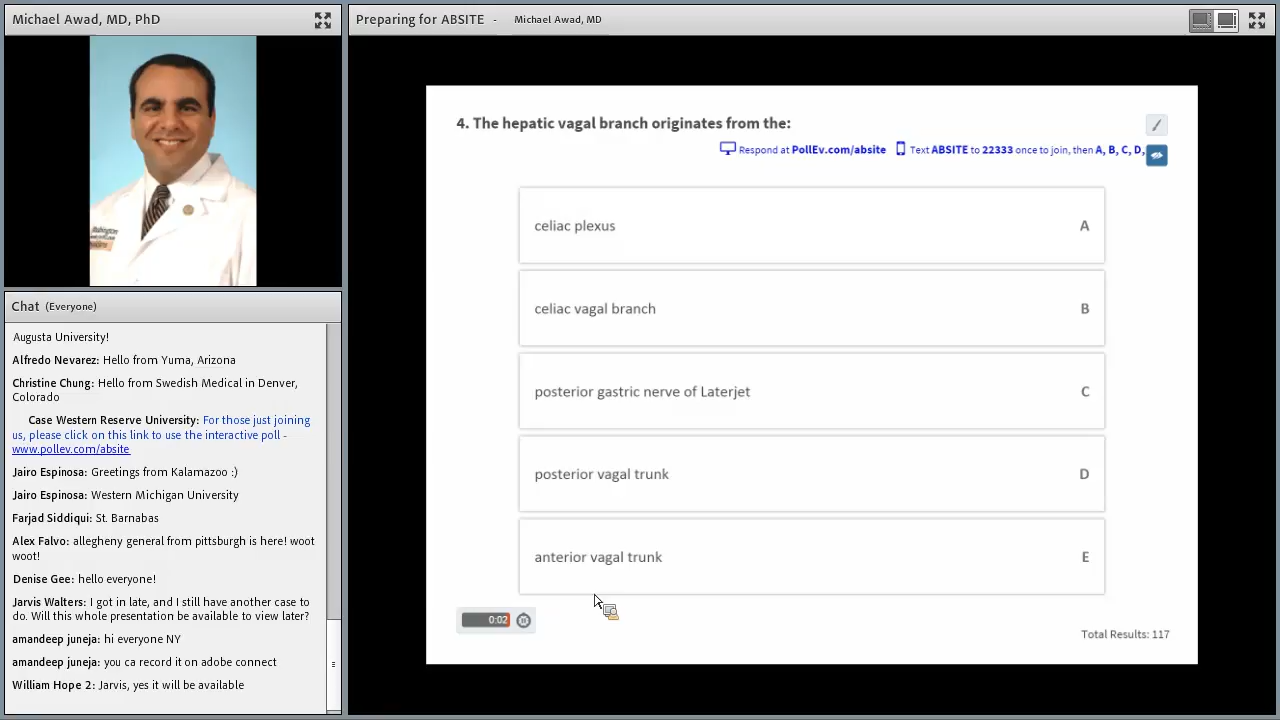 Michael Awad, MD, PhD
Preparing for ABSITE - Michael Awad, MD
Chat (Everyone)
Augusta University!
Alfredo Nevarez: Hello from Yuma, Arizona
Christine Chung: Hello from Swedish Medical in Denver,
Colorado
Case Western Reserve University: For those just joining
us, please click on this link to use the interactive poll -
www.pollev.com/absite
Jairo Espinosa: Greetings from Kalamazoo :)
Jairo Espinosa: Western Michigan University
Farjad Siddiqui: St. Barnabas
Alex Falvo: allegheny general from pittsburgh is here! woot
woot!
Denise Gee: hello everyone!
Jarvis Walters: I got in late, and I still have another case to
do. Will this whole presentation be available to view later?
amandeep juneja: hi everyone NY
amandeep juneja: you ca record it on adobe connect
William Hope 2: Jarvis, yes it will be available
4. The hepatic vagal branch originates from the:
Respond at PollEv.com/absite Text ABSITE to 22333 once to join, then A, B, C, D,
celiac plexus A
celiac vagal branch B
posterior gastric nerve of Laterjet C
posterior vagal trunk D
anterior vagal trunk E
0:02
Total Results: 117